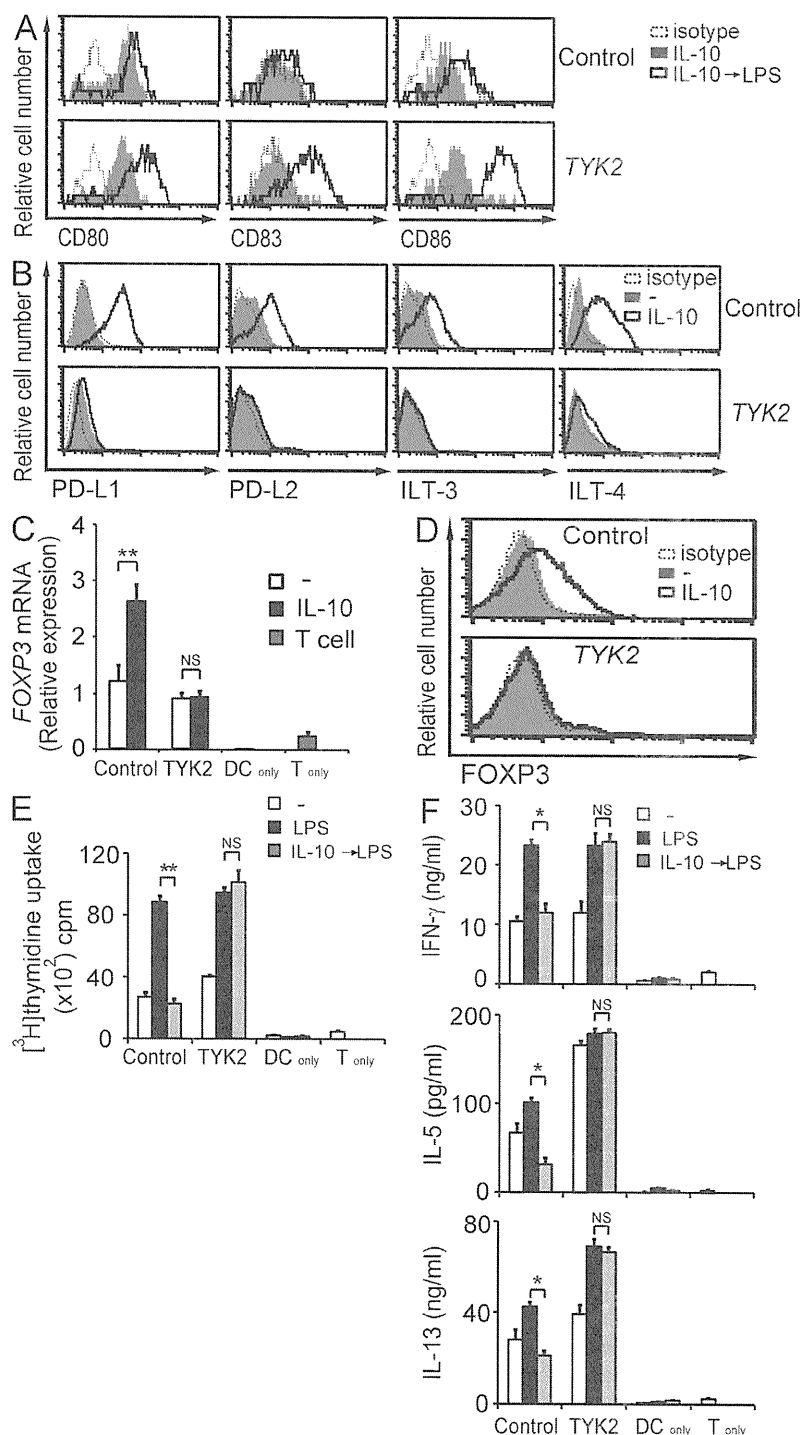 A
Relative cell number
isotype
IL-10
IL-10 →LPS
Control
TYK2
CD80
CD83
CD86
B
Relative cell number
Relative cell number
isotype
-
IL-10
Control
TYK2
PD-L1
PD-L2
ILT-3
ILT-4
C
FOXP3 mRNA
(Relative expression)
4
3
2
1
0
**
NS
-
IL-10
T cell
Control TYK2 DC only T only
D
Relative cell number
Control
isotype
-
IL-10
TYK2
FOXP3
E
[³H]thymidine uptake
(x10²) cpm
120
80
40
0
**
NS
-
LPS
IL-10 →LPS
Control TYK2 DC only T only
F
IFN-γ (ng/ml)
30
20
10
0
*
NS
-
LPS
IL-10 →LPS
IL-5 (pg/ml)
200
100
0
*
NS
IL-13 (ng/ml)
80
40
0
*
NS
Control TYK2 DC only T only